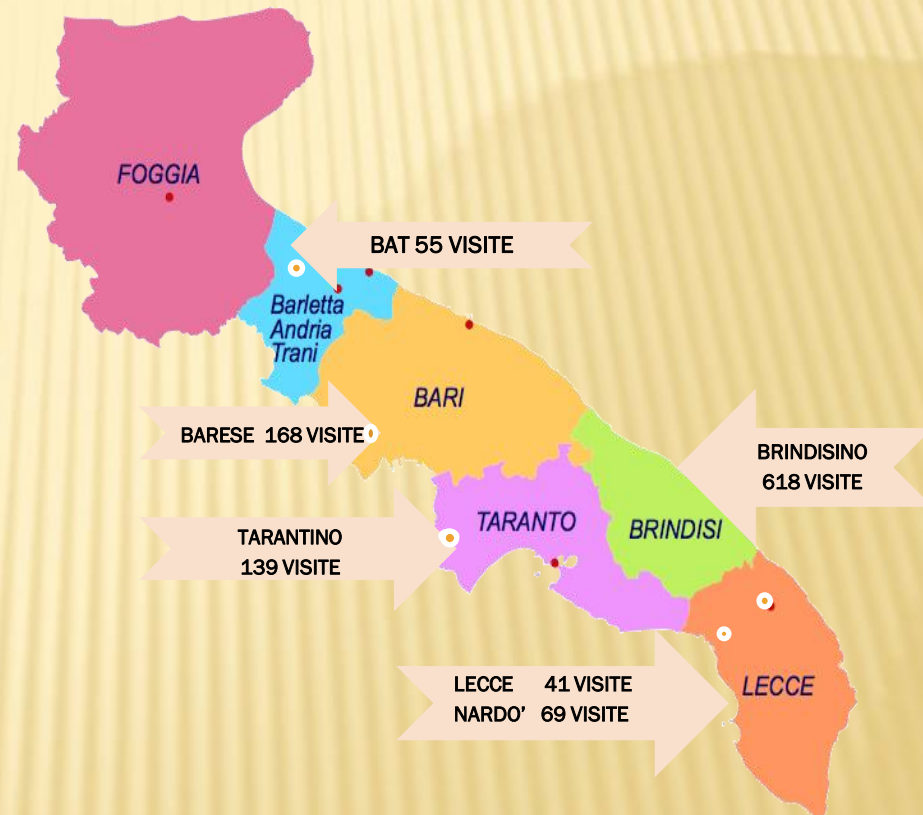 FOGGIA
BAT 55 VISITE
Barletta
Andria
Trani
BARI
BARESE 168 VISITE
BRINDISINO
618 VISITE
TARANTO
BRINDISI
TARANTINO
139 VISITE
LECCE 41 VISITE
NARDO’ 69 VISITE
LECCE